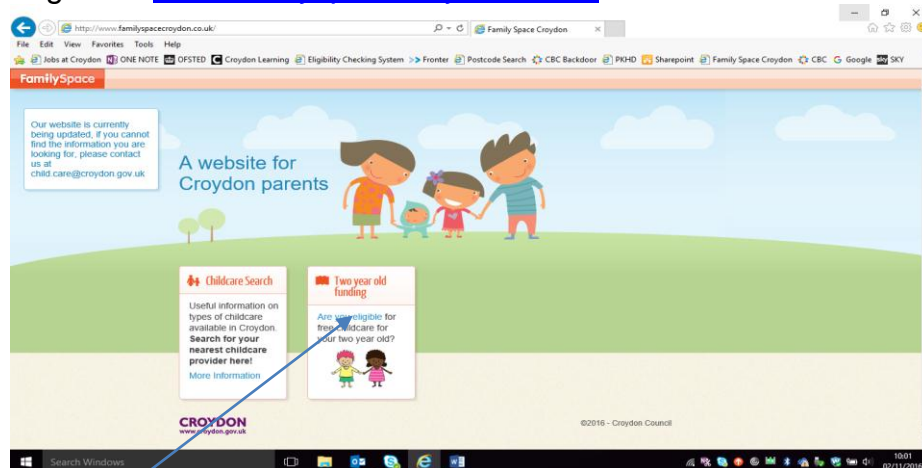 http://www.familyspacecroydon.co.uk/
Family Space Croydon
File Edit View Favorites Tools Help
Jobs at Croydon ONE NOTE OFSTED Croydon Learning Eligibility Checking System Fronter Postcode Search CBC Backdoor PKHD Sharepoint Family Space Croydon CBC Google SKY
FamilySpace
Our website is currently
being updated, if you cannot
find the information you are
looking for, please contact
us at
child.care@croydon.gov.uk
A website for
Croydon parents
Childcare Search
Useful information on
types of childcare
available in Croydon.
Search for your
nearest childcare
provider here!
More Information
Two year old
funding
Are you eligible for
free childcare for
your two year old?
CROYDON
www.croydon.gov.uk
©2016 - Croydon Council
Search Windows
10:01
02/11/2016